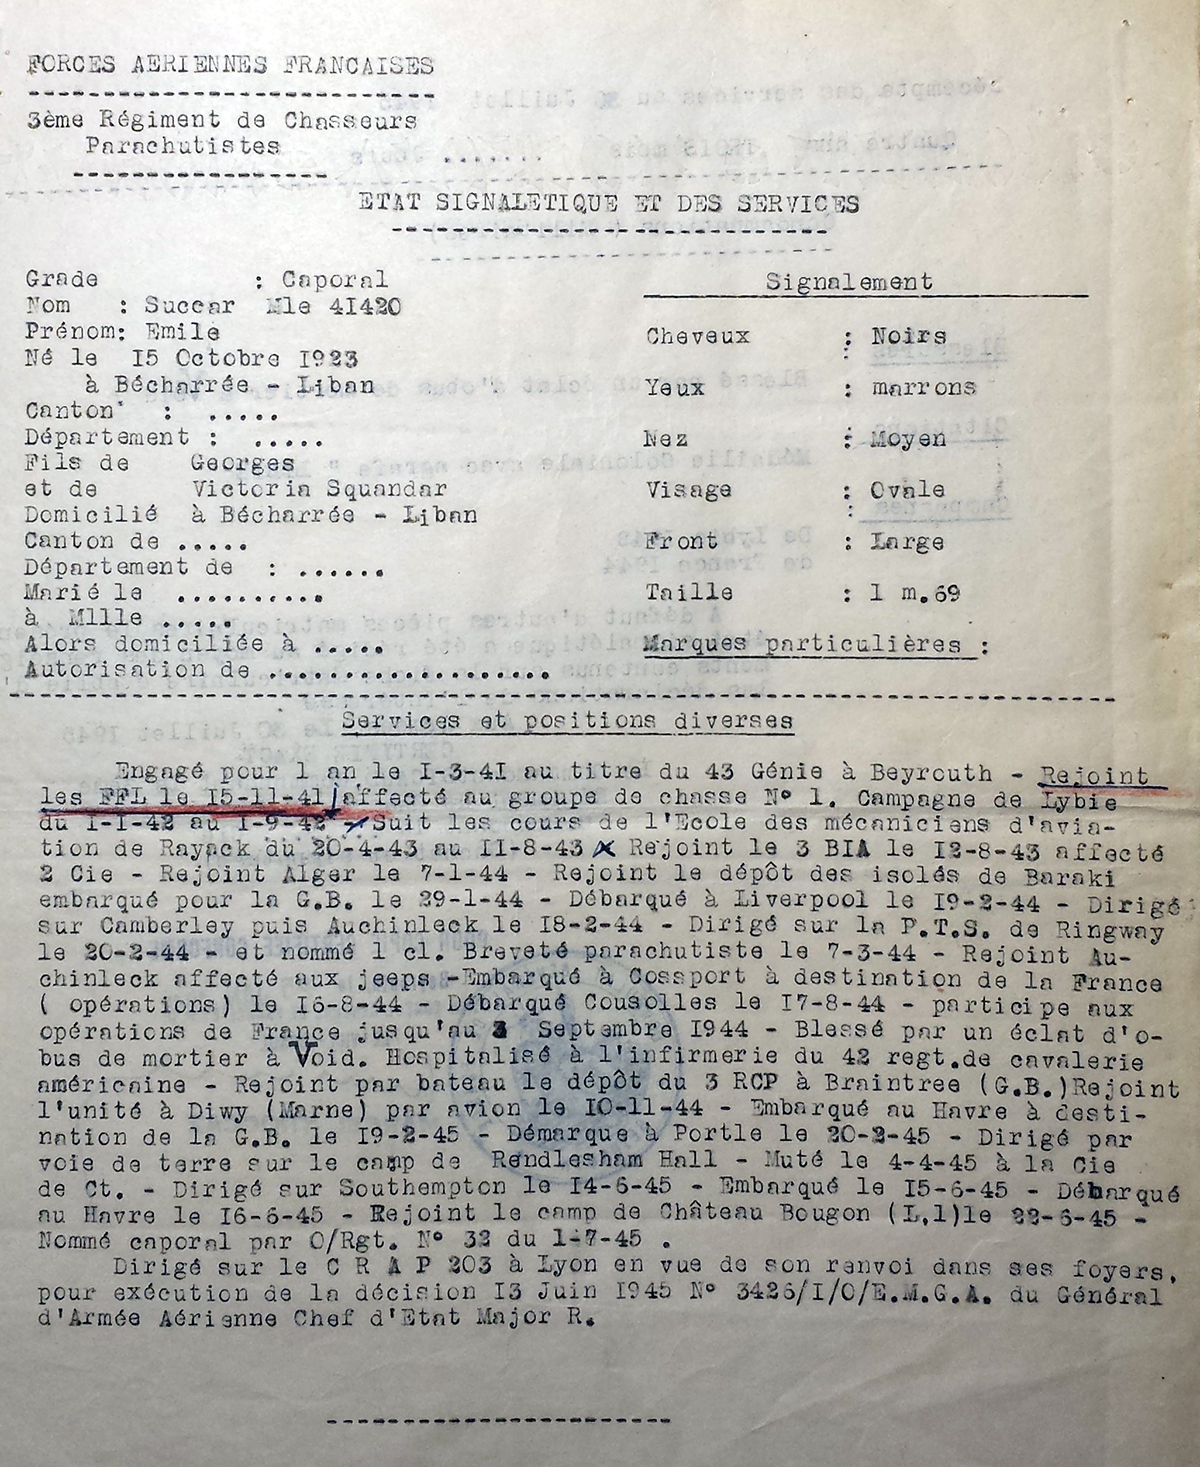 FORCES AERIENNES FRANCAISES
3ème Régiment de Chasseurs
Parachutistes .......
ETAT SIGNALETIQUE ET DES SERVICES
Grade : Caporal
Nom : Succar Mle 41420
Prénom: Emile
Né le 15 Octobre 1923
à Bécharrée - Liban
Canton : .....
Département : .....
Fils de Georges
et de Victoria Squandar
Domicilié à Bécharrée - Liban
Canton de .....
Département de : ......
Marié le ..........
à Mllle .....
Alors domiciliée à .....
Autorisation de ...................
Signalement
Cheveux : Noirs
Yeux : marrons
Nez : Moyen
Visage : Ovale
Front : Large
Taille : 1 m.69
Marques particulières :
Services et positions diverses
Engagé pour 1 an le I-3-4I au titre du 43 Génie à Beyrouth - Rejoint
les FFL le 15-11-41 affecté au groupe de chasse N° 1. Campagne de Lybie
du 1-1-42 au 1-9-42 - Suit les cours de l'Ecole des mécaniciens d'avia-
tion de Rayack du 20-4-43 au II-8-43 X Rejoint le 3 BIA le I2-8-43 affecté
2 Cie - Rejoint Alger le 7-1-44 - Rejoint le dépôt des isolés de Baraki
embarqué pour la G.B. le 29-1-44 - Débarqué à Liverpool le I9-2-44 - Dirigé
sur Camberley puis Auchinleck le 18-2-44 - Dirigé sur la P.T.S. de Ringway
le 20-2-44 - et nommé 1 cl. Breveté parachutiste le 7-3-44 - Rejoint Au-
chinleck affecté aux jeeps -Embarqué à Cossport à destination de la France
( opérations) le I6-8-44 - Débarqué Cousolles le I7-8-44 - participe aux
opérations de France jusqu'au 3 Septembre 1944 - Blessé par un éclat d'o-
bus de mortier à Void. Hospitalisé à l'infirmerie du 42 regt.de cavalerie
américaine - Rejoint par bateau le dépôt du 3 RCP à Braintree (G.B.)Rejoint
l'unité à Diwy (Marne) par avion le IO-11-44 - Embarqué au Havre à desti-
nation de la G.B. le I9-2-45 - Démarque à Portle le 20-2-45 - Dirigé par
voie de terre sur le camp de Rendlesham Hall - Muté le 4-4-45 à la Cie
de Ct. - Dirigé sur Southempton le I4-6-45 - Embarqué le I5-6-45 - Débarqué
au Havre le I6-6-45 - Rejoint le camp de Château Bougon (L,1)le 22-6-45 -
Nommé caporal par O/Rgt. N° 32 du 1-7-45 .
Dirigé sur le C R A P 203 à Lyon en vue de son renvoi dans ses foyers,
pour exécution de la décision I3 Juin I945 N° 3426/I/O/E.M.G.A. du Général
d'Armée Aérienne Chef d'Etat Major R.